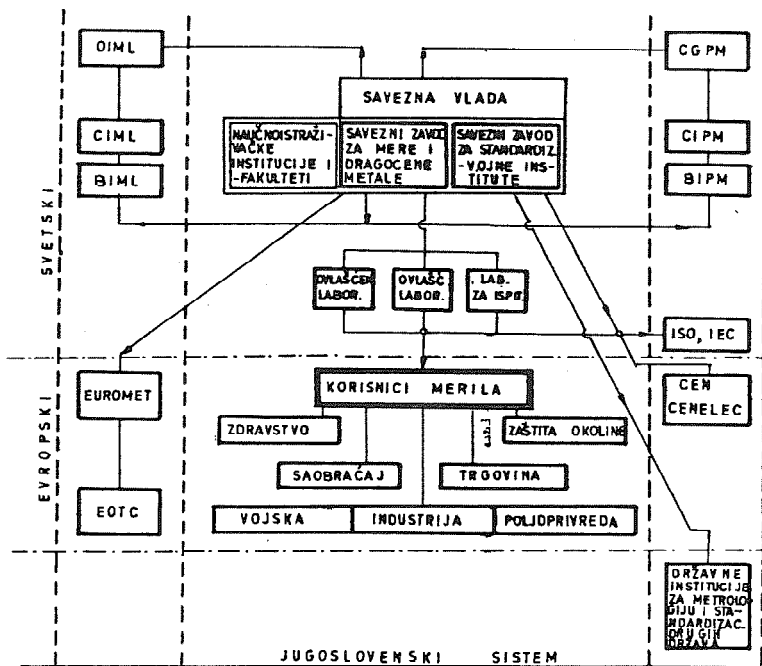 OIML
CGPM
SAVEZNA VLADA
CIML
NAUČNOISTRAŽI-
VAČKE
INSTITUCIJE I
-FAKULTETI
SAVEZNI ZAVOD
ZA MERE I
DRAGOCENE
METALE
SAVEZNI ZAVOD
ZA STANDARDIZ.
-VOJNE INS-
TITUTE
CIPM
BIML
BIPM
SVETSKI
OVLAŠĆEN
LABOR.
OVLAŠĆ
LABOR.
LAB.
ZA ISPIT.
ISO, IEC
EUROMET
KORISNICI MERILA
CEN
CENELEC
EVROPSKI
ZDRAVSTVO
ZAŠTITA OKOLINE
SAOBRAĆAJ
TRGOVINA
EOTC
VOJSKA
INDUSTRIJA
POLJOPRIVREDA
DRŽAVNE
INSTITUCIJE
ZA METROLO-
GIJU I STA-
NDARDIZAC.
DRUGIH
DRŽAVA
JUGOSLOVENSKI SISTEM